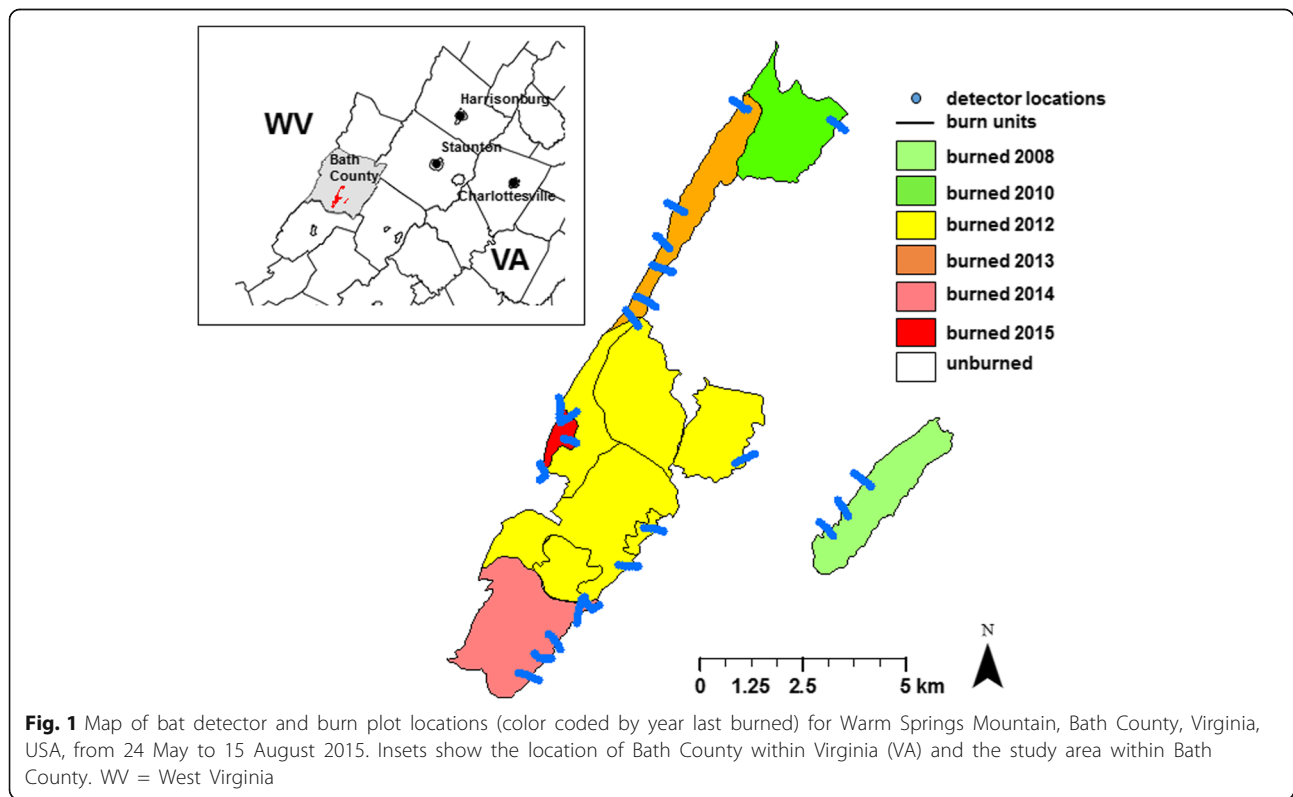 WV
Harrisonburg
Staunton
Bath
County
Charlottesville
VA
detector locations
burn units
burned 2008
burned 2010
burned 2012
burned 2013
burned 2014
burned 2015
unburned
N
0 1.25 2.5 5 km
Fig. 1 Map of bat detector and burn plot locations (color coded by year last burned) for Warm Springs Mountain, Bath County, Virginia,
USA, from 24 May to 15 August 2015. Insets show the location of Bath County within Virginia (VA) and the study area within Bath
County. WV = West Virginia